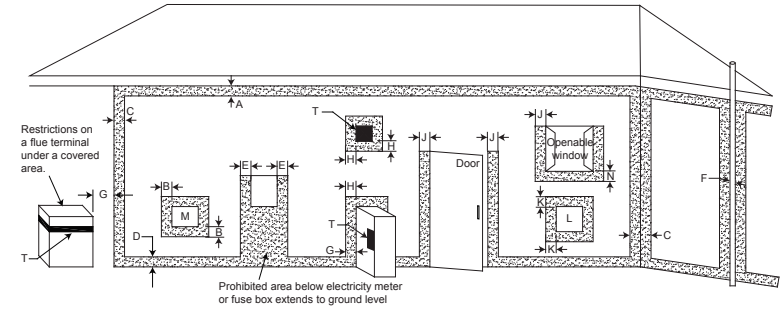 A
C
T
Restrictions on
a flue terminal
under a covered
area.
J
J
J
H
Door
Openable
window
E
E
H
N
F
G
B
H
K
M
L
B
T
T
D
G
K
C
Prohibited area below electricity meter
or fuse box extends to ground level